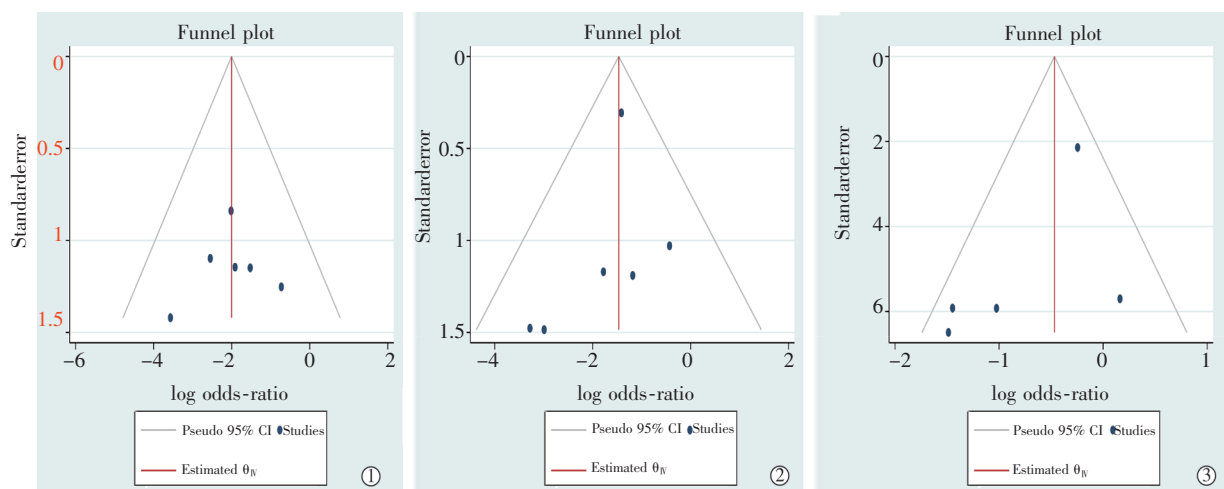 Funnel plot
0
0.5
1
1.5
Standarderror
−6
−4
−2
0
2
log odds-ratio
Pseudo 95% CI
Studies
Estimated θIV
①
Funnel plot
0
0.5
1
1.5
Standarderror
−4
−2
0
2
log odds-ratio
Pseudo 95% CI
Studies
Estimated θIV
②
Funnel plot
0
2
4
6
Standarderror
−2
−1
0
1
log odds-ratio
Pseudo 95% CI
Studies
Estimated θIV
③